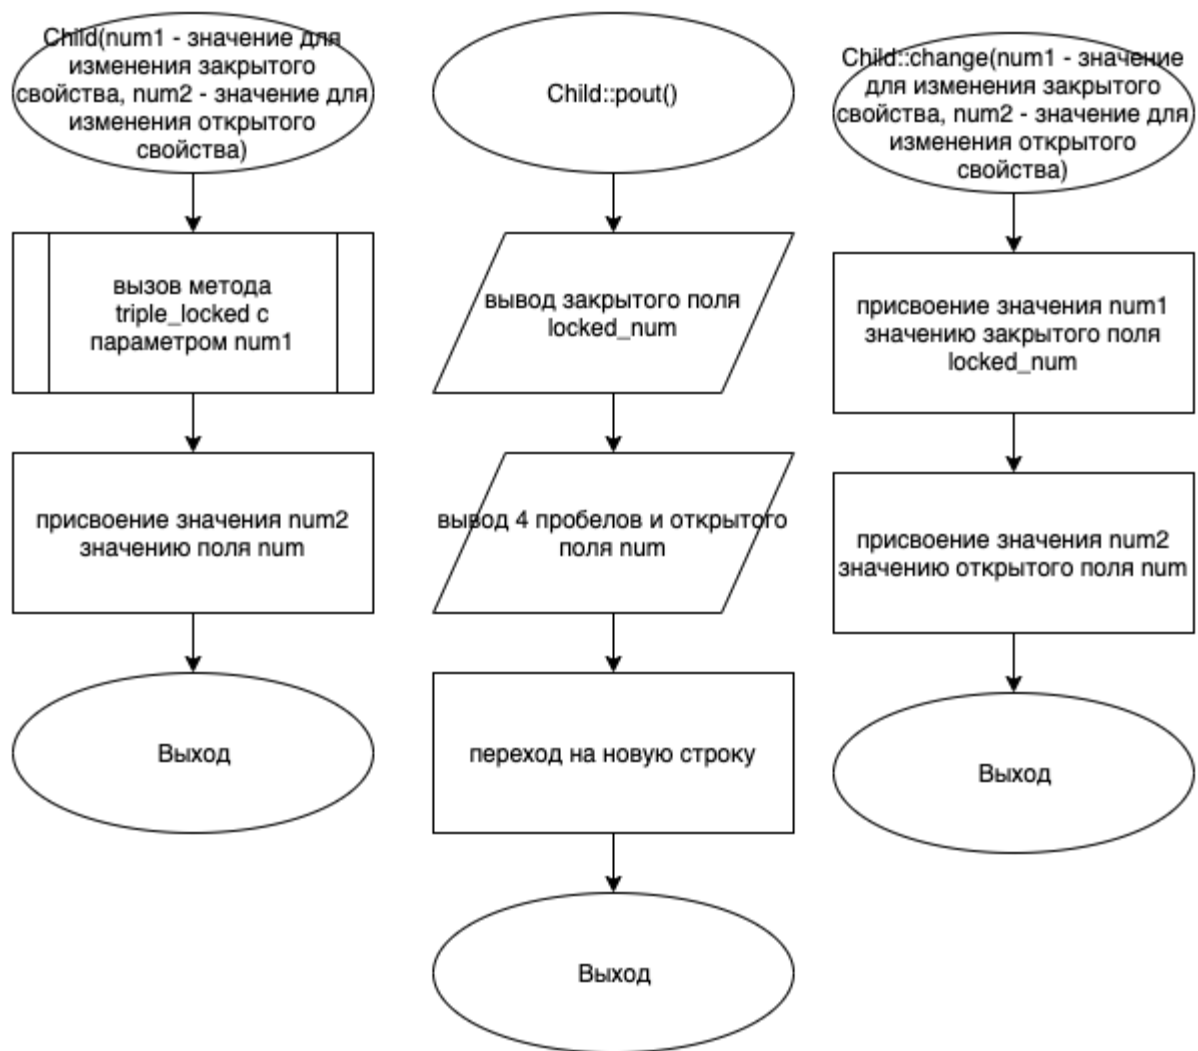 Child(num1 - значение для
изменения закрытого
свойства, num2 - значение для
изменения открытого
свойства)
вызов метода
triple_locked с
параметром num1
присвоение значения num2
значению поля num
Выход
Child::pout()
вывод закрытого поля
locked_num
вывод 4 пробелов и открытого
поля num
переход на новую строку
Выход
Child::change(num1 - значение
для изменения закрытого
свойства, num2 - значение для
изменения открытого
свойства)
присвоение значения num1
значению закрытого поля
locked_num
присвоение значения num2
значению открытого поля num
Выход